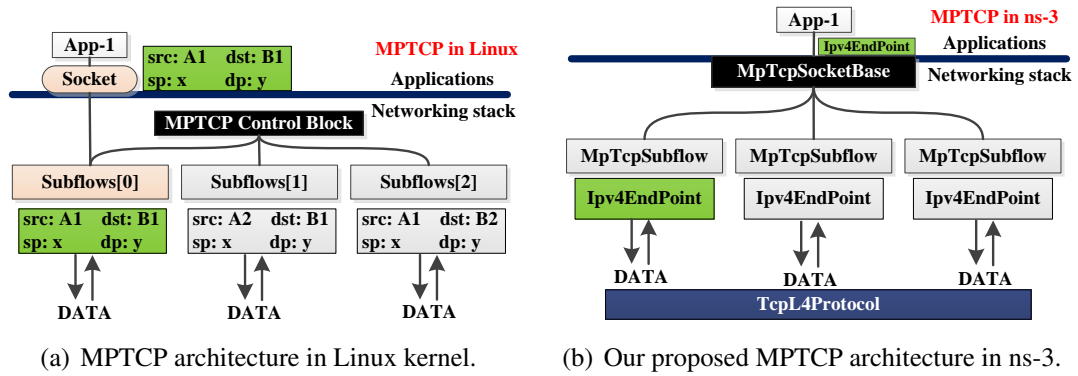 App-1
Socket
src: A1 dst: B1
sp: x dp: y
MPTCP in Linux
Applications
Networking stack
MPTCP Control Block
Subflows[0]
Subflows[1]
Subflows[2]
src: A1 dst: B1
sp: x dp: y
src: A2 dst: B1
sp: x dp: y
src: A1 dst: B2
sp: x dp: y
DATA
DATA
DATA
(a) MPTCP architecture in Linux kernel.
App-1
Ipv4EndPoint
MPTCP in ns-3
Applications
MpTcpSocketBase
Networking stack
MpTcpSubflow
MpTcpSubflow
MpTcpSubflow
Ipv4EndPoint
Ipv4EndPoint
Ipv4EndPoint
DATA
DATA
DATA
TcpL4Protocol
(b) Our proposed MPTCP architecture in ns-3.